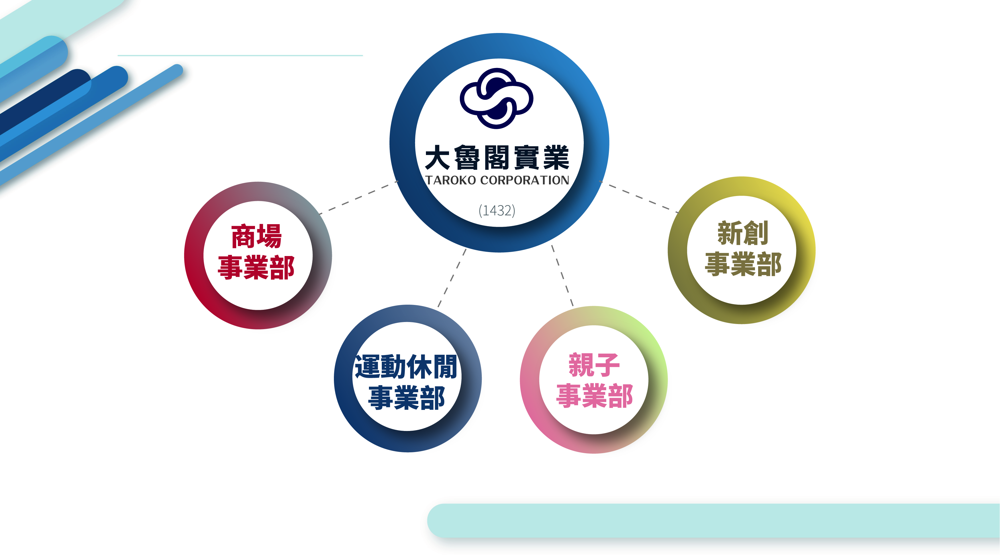 大魯閣實業
TAROKO CORPORATION
(1432)
商場
事業部
運動休閒
事業部
親子
事業部
新創
事業部